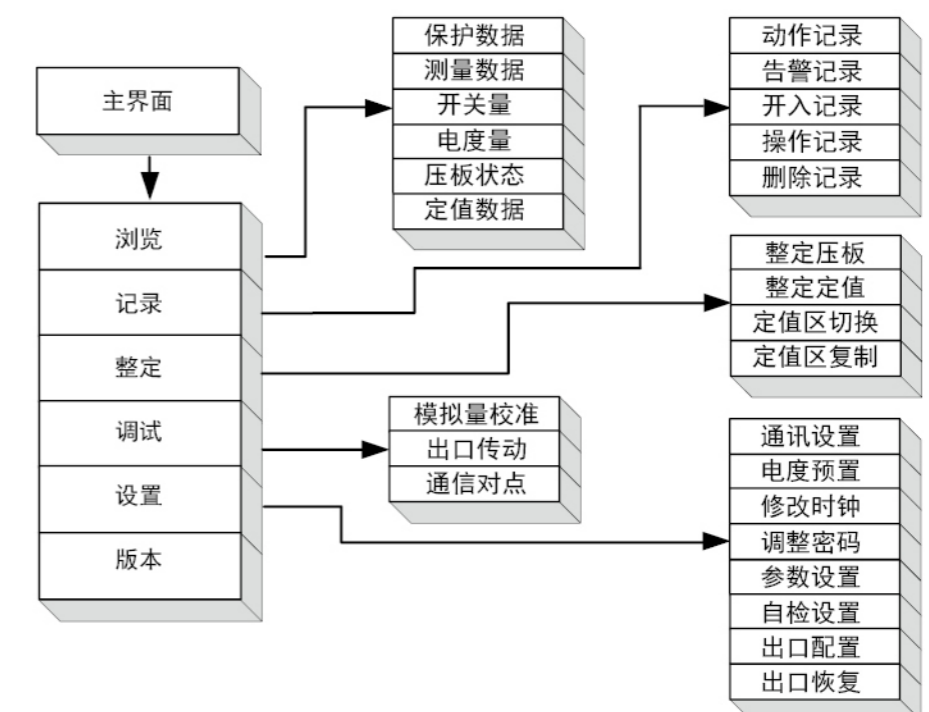 主界面
浏览
记录
整定
调试
设置
版本
保护数据
测量数据
开关量
电度量
压板状态
定值数据
动作记录
告警记录
开入记录
操作记录
删除记录
整定压板
整定定值
定值区切换
定值区复制
模拟量校准
出口传动
通信对点
通讯设置
电度预置
修改时钟
调整密码
参数设置
自检设置
出口配置
出口恢复